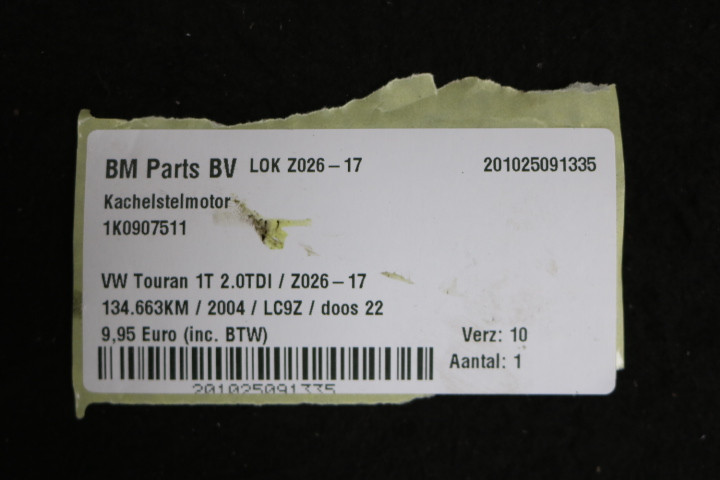 BM Parts BV LOK Z026-17 201025091335
Kachelstelmotor
1K0907511
VW Touran 1T 2.0TDI / Z026-17
134.663KM / 2004 / LC9Z / doos 22
9,95 Euro (inc. BTW) Verz: 10
Aantal: 1
201025091335